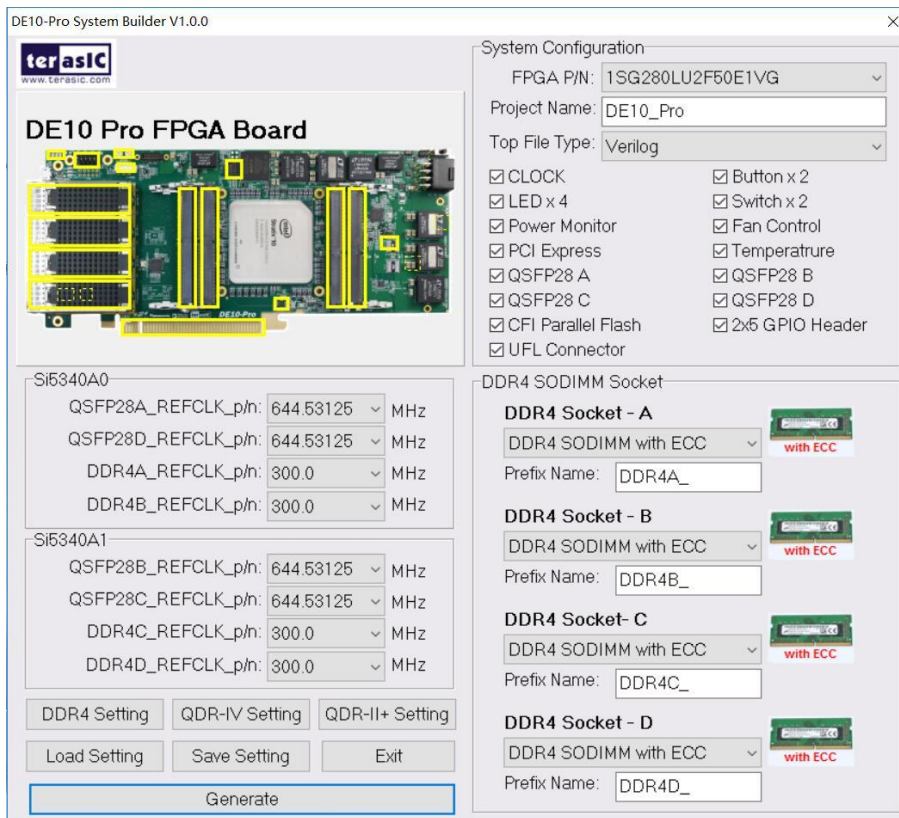 DE10-Pro System Builder V1.0.0
terasIC
www.terasic.com
DE10 Pro FPGA Board
DE10-Pro
System Configuration
FPGA P/N: 1SG280LU2F50E1VG
Project Name: DE10_Pro
Top File Type: Verilog
CLOCK Button x 2
LED x 4 Switch x 2
Power Monitor Fan Control
PCI Express Temperatrure
QSFP28 A QSFP28 B
QSFP28 C QSFP28 D
CFI Parallel Flash 2x5 GPIO Header
UFL Connector
Si5340A0
QSFP28A_REFCLK_p/n: 644.53125 MHz
QSFP28D_REFCLK_p/n: 644.53125 MHz
DDR4A_REFCLK_p/n: 300.0 MHz
DDR4B_REFCLK_p/n: 300.0 MHz
Si5340A1
QSFP28B_REFCLK_p/n: 644.53125 MHz
QSFP28C_REFCLK_p/n: 644.53125 MHz
DDR4C_REFCLK_p/n: 300.0 MHz
DDR4D_REFCLK_p/n: 300.0 MHz
DDR4 Setting QDR-IV Setting QDR-II+ Setting
Load Setting Save Setting Exit
Generate
DDR4 SODIMM Socket
DDR4 Socket - A
DDR4 SODIMM with ECC
with ECC
Prefix Name: DDR4A_
DDR4 Socket - B
DDR4 SODIMM with ECC
with ECC
Prefix Name: DDR4B_
DDR4 Socket- C
DDR4 SODIMM with ECC
with ECC
Prefix Name: DDR4C_
DDR4 Socket - D
DDR4 SODIMM with ECC
with ECC
Prefix Name: DDR4D_